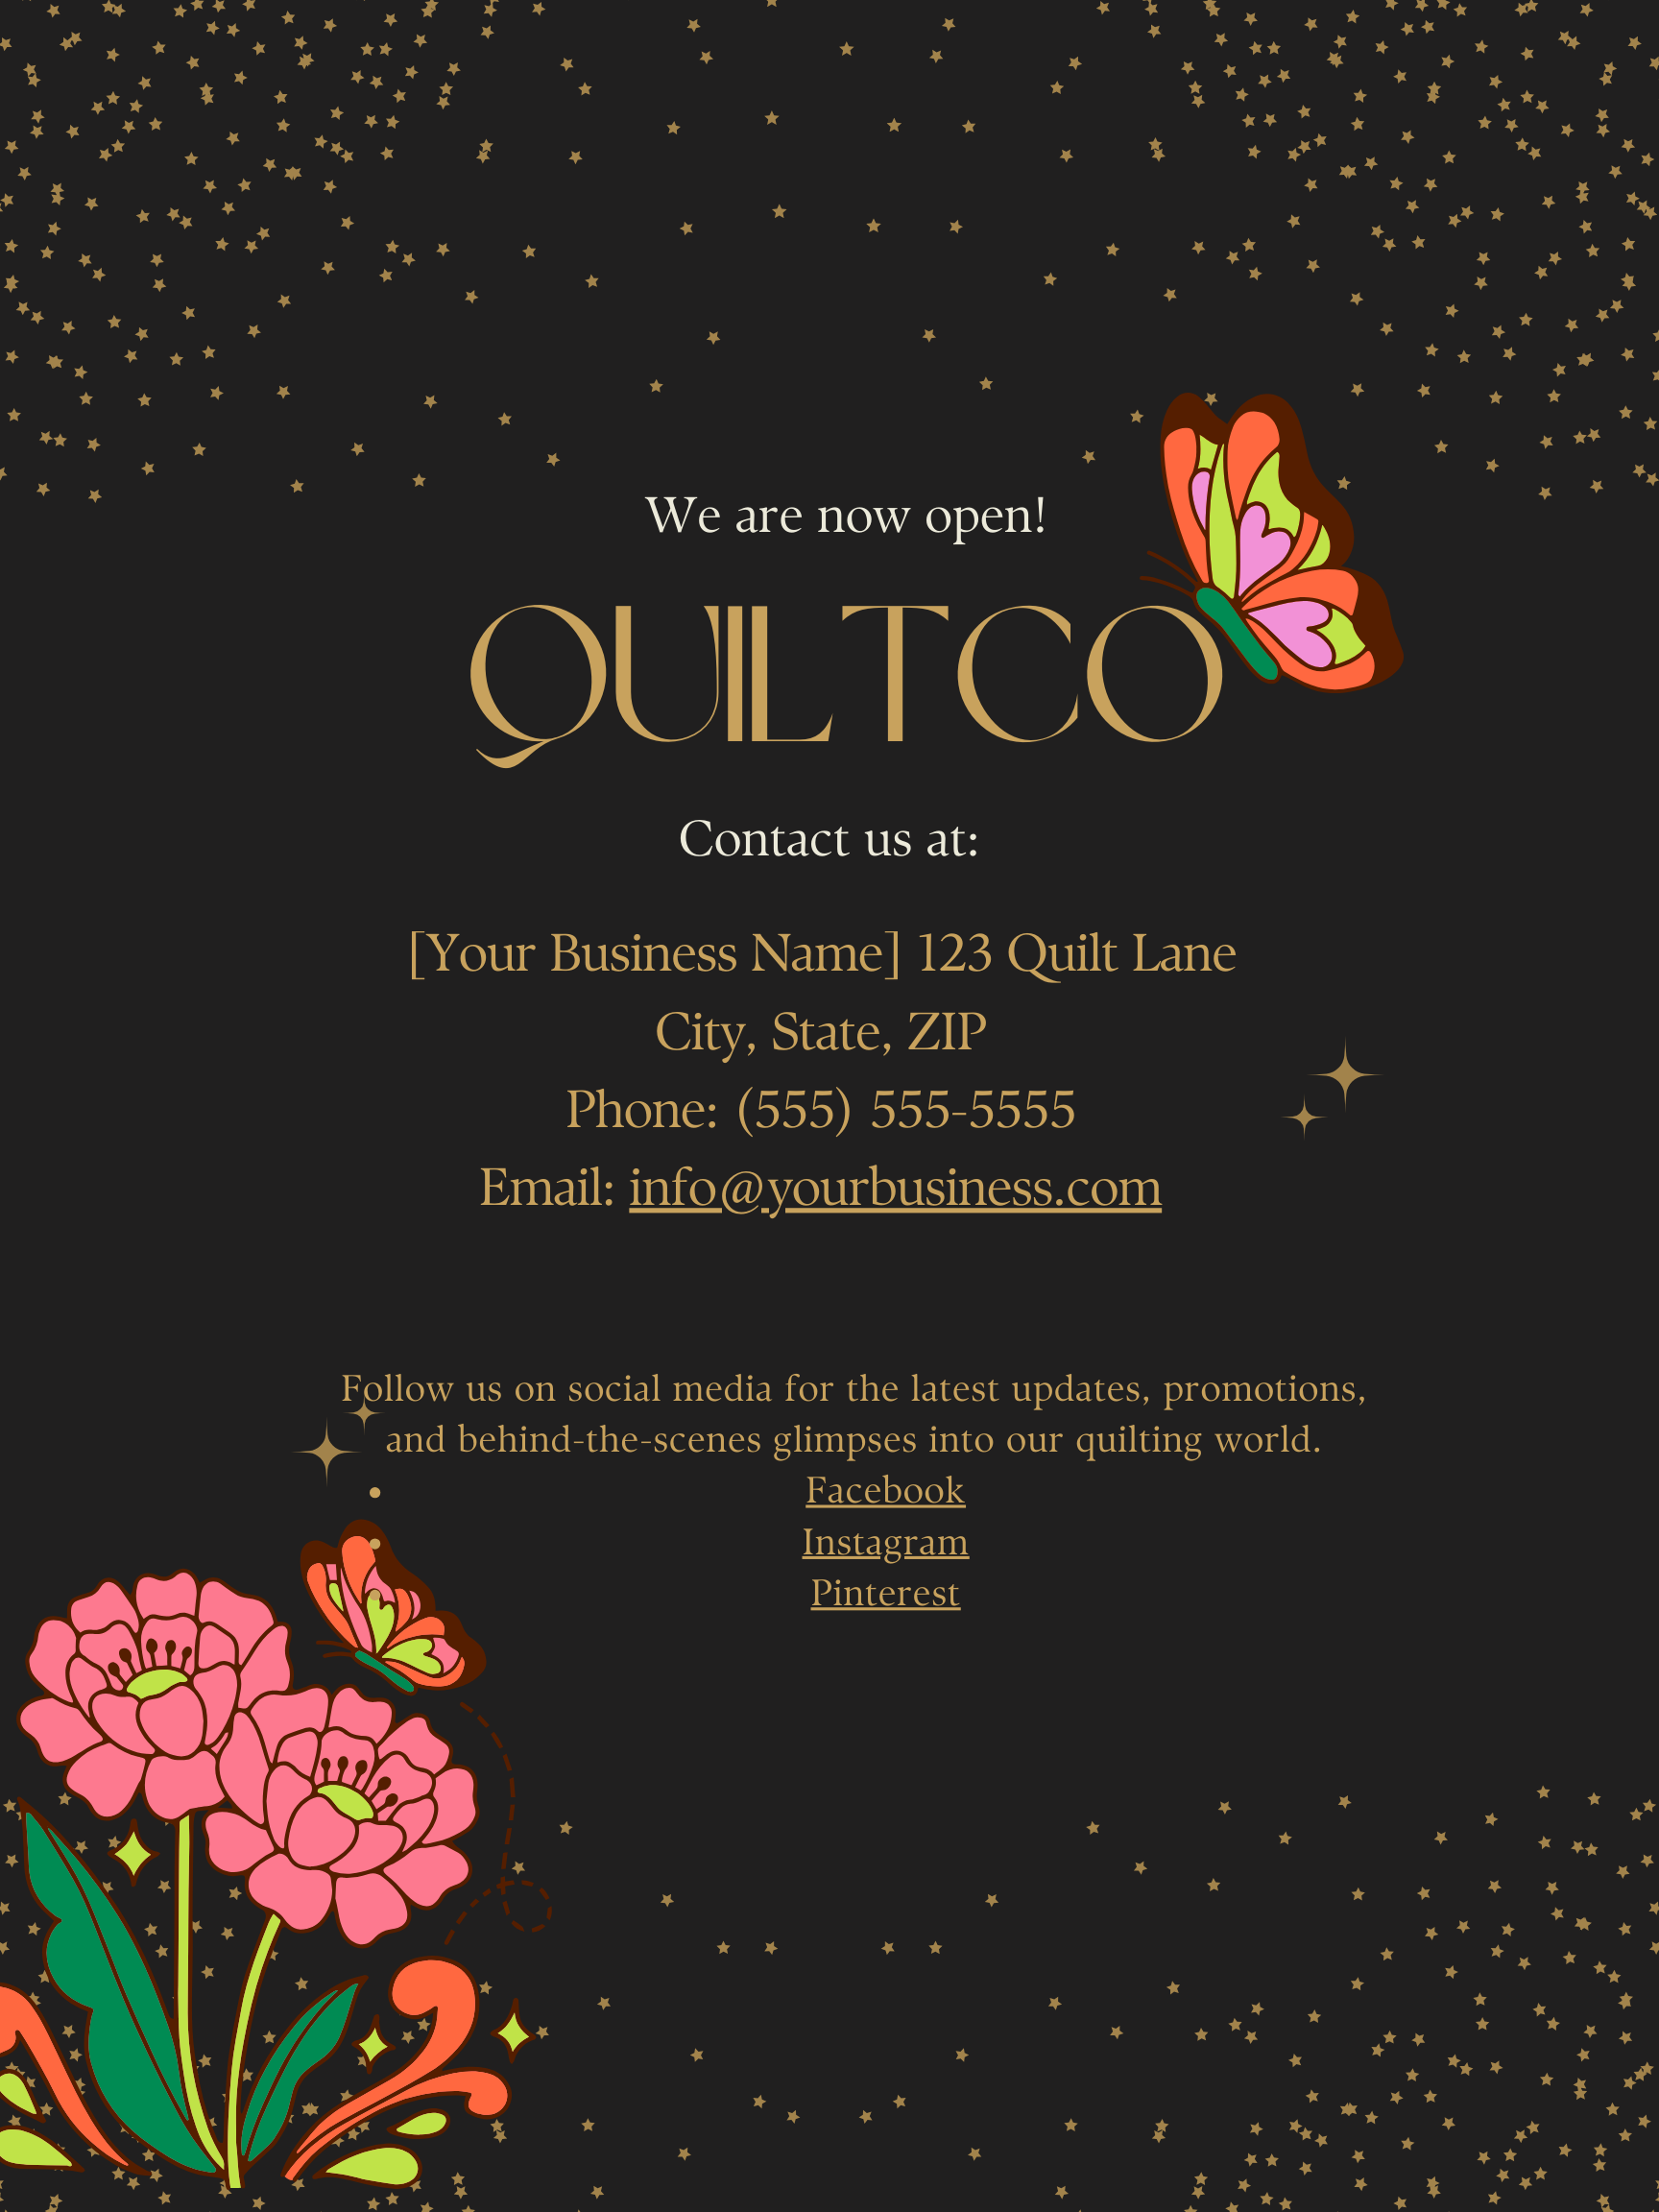 We are now open!
QUILTCO
Contact us at:
[Your Business Name] 123 Quilt Lane
City, State, ZIP
Phone: (555) 555-5555
Email: info@yourbusiness.com
Follow us on social media for the latest updates, promotions,
and behind-the-scenes glimpses into our quilting world.
Facebook
Instagram
Pinterest